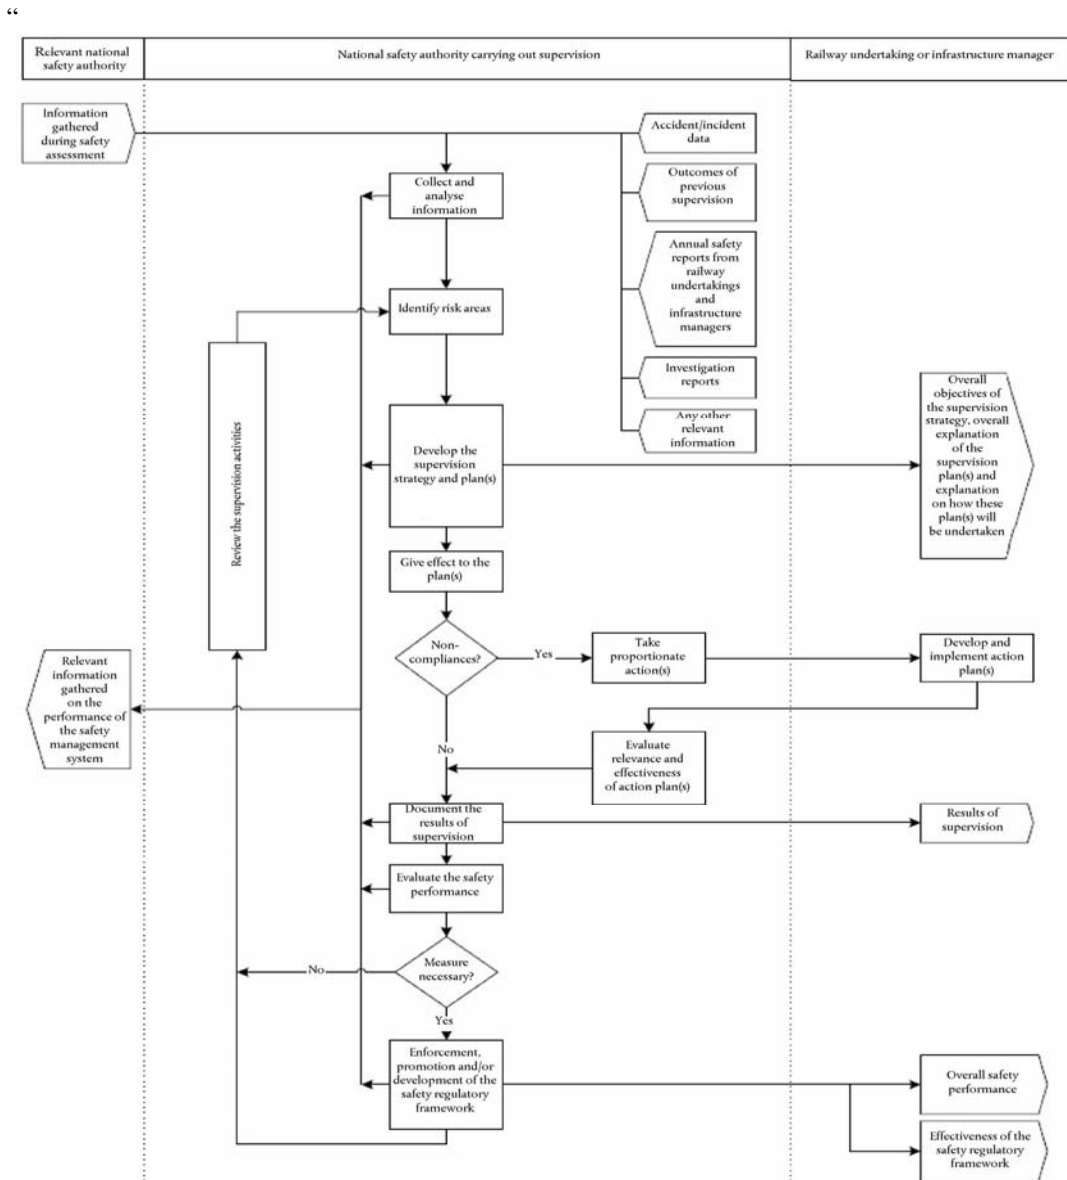 “
Relevant national
safety authority
National safety authority carrying out supervision
Railway undertaking or infrastructure manager
Information
gathered
during safety
assessment
Accident/incident
data
Collect and
analyse
information
Outcomes of
previous
supervision
Annual safety
reports from
railway
undertakings
and
infrastructure
managers
Identify risk areas
Investigation
reports
Any other
relevant
information
Review the supervision activities
Develop the
supervision
strategy and plan(s)
Overall
objectives of
the supervision
strategy, overall
explanation
of the
supervision
plan(s) and
explanation
on how these
plan(s) will
be undertaken
Give effect to the
plan(s)
Non-
compliances?
Yes
Take
proportionate
action(s)
Develop and
implement action
plan(s)
Relevant
information
gathered
on the
performance of
the safety
management
system
No
Evaluate
relevance and
effectiveness
of action plan(s)
Document the
results of
supervision
Results of
supervision
Evaluate the safety
performance
Measure
necessary?
No
Yes
Enforcement,
promotion and/or
development of the
safety regulatory
framework
Overall safety
performance
Effectiveness of the
safety regulatory
framework